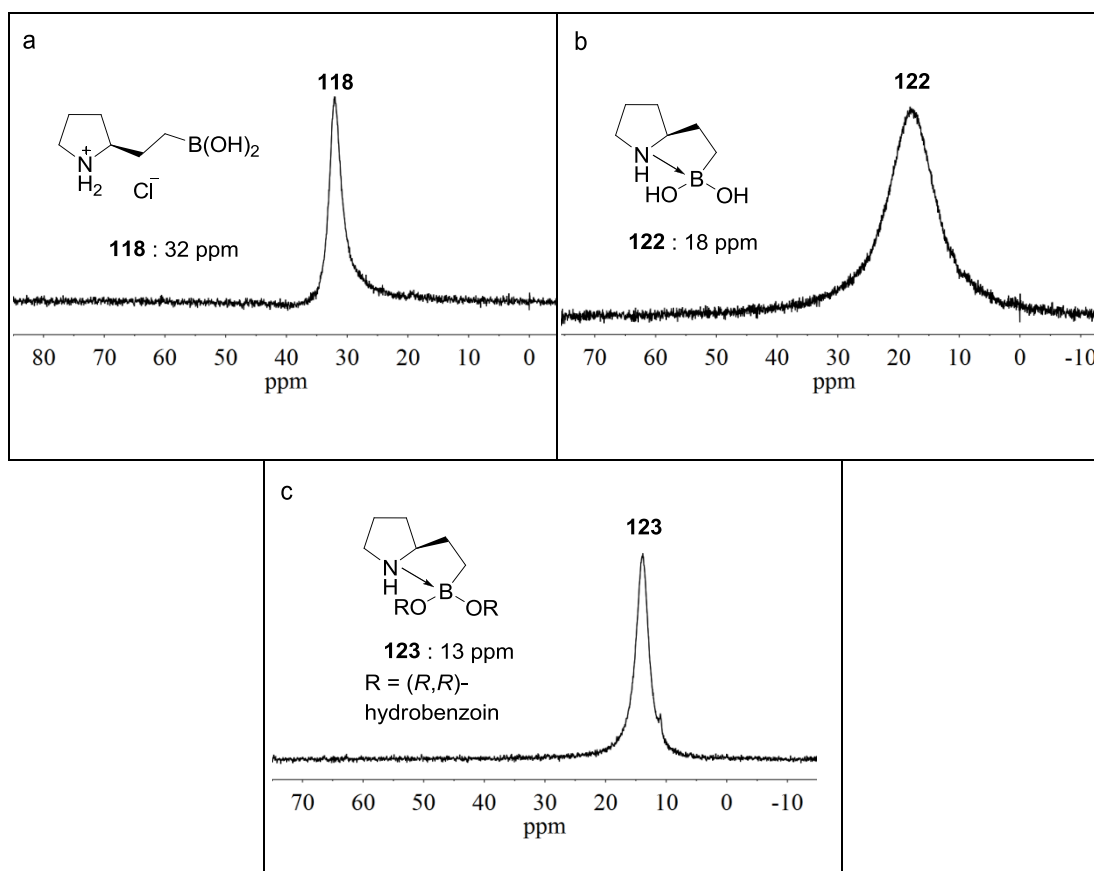 a
118
B(OH)2
N
+
H2
Cl−
118 : 32 ppm
80 70 60 50 40 30 20 10 0
ppm
b
122
N
H
B
HO
OH
122 : 18 ppm
70 60 50 40 30 20 10 0 -10
ppm
c
123
N
H
B
RO
OR
123 : 13 ppm
R = (R,R)-
hydrobenzoin
70 60 50 40 30 20 10 0 -10
ppm